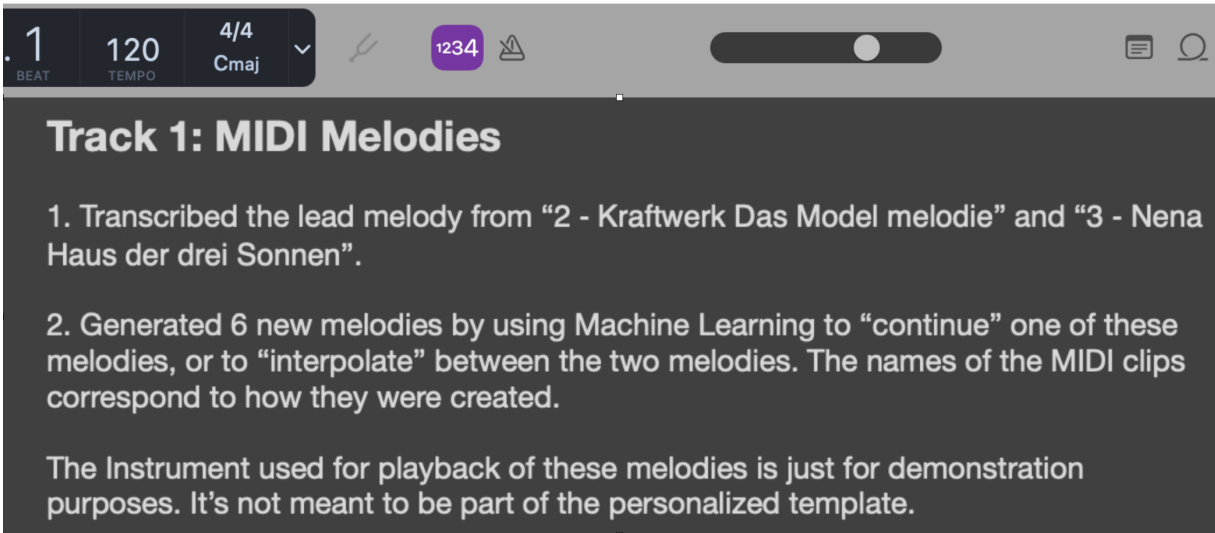 . 1 120 4/4
Cmaj
BEAT TEMPO
1234
Track 1: MIDI Melodies
1. Transcribed the lead melody from “2 - Kraftwerk Das Model melodie” and “3 - Nena
Haus der drei Sonnen”.
2. Generated 6 new melodies by using Machine Learning to “continue” one of these
melodies, or to “interpolate” between the two melodies. The names of the MIDI clips
correspond to how they were created.
The Instrument used for playback of these melodies is just for demonstration
purposes. It’s not meant to be part of the personalized template.